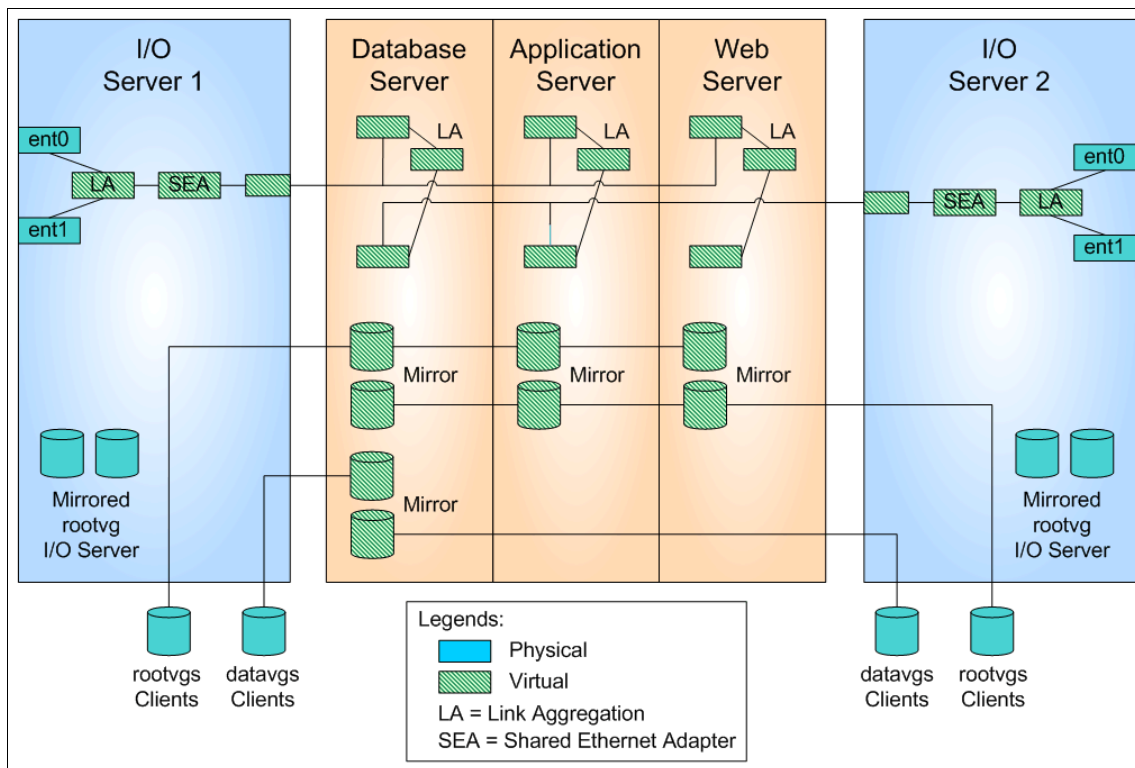 I/O
Server 1
Database
Server
Application
Server
Web
Server
I/O
Server 2
ent0
LA
SEA
ent1
LA
LA
LA
ent0
SEA
LA
ent1
Mirror
Mirror
Mirror
Mirror
Mirrored
rootvg
I/O Server
Mirrored
rootvg
I/O Server
rootvgs
Clients
datavgs
Clients
datavgs
Clients
rootvgs
Clients
Legends:
Physical
Virtual
LA = Link Aggregation
SEA = Shared Ethernet Adapter